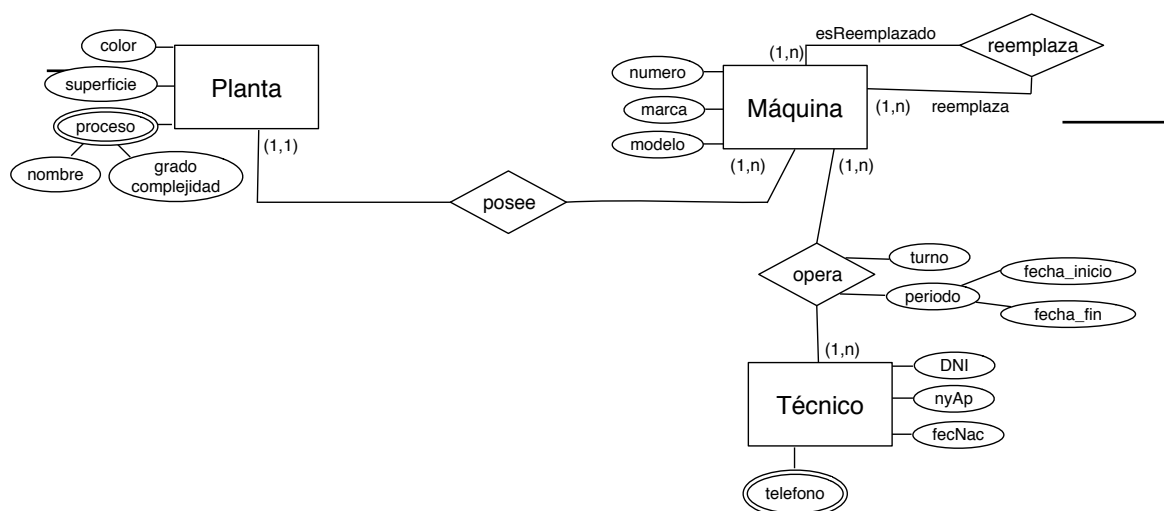 color
superficie
proceso
nombre
grado
complejidad
Planta
(1,1)
posee
esReemplazado
reemplaza
(1,n)
numero
marca
modelo
Máquina
(1,n)
reemplaza
(1,n)
(1,n)
opera
turno
periodo
fecha_inicio
fecha_fin
(1,n)
Técnico
DNI
nyAp
fecNac
telefono